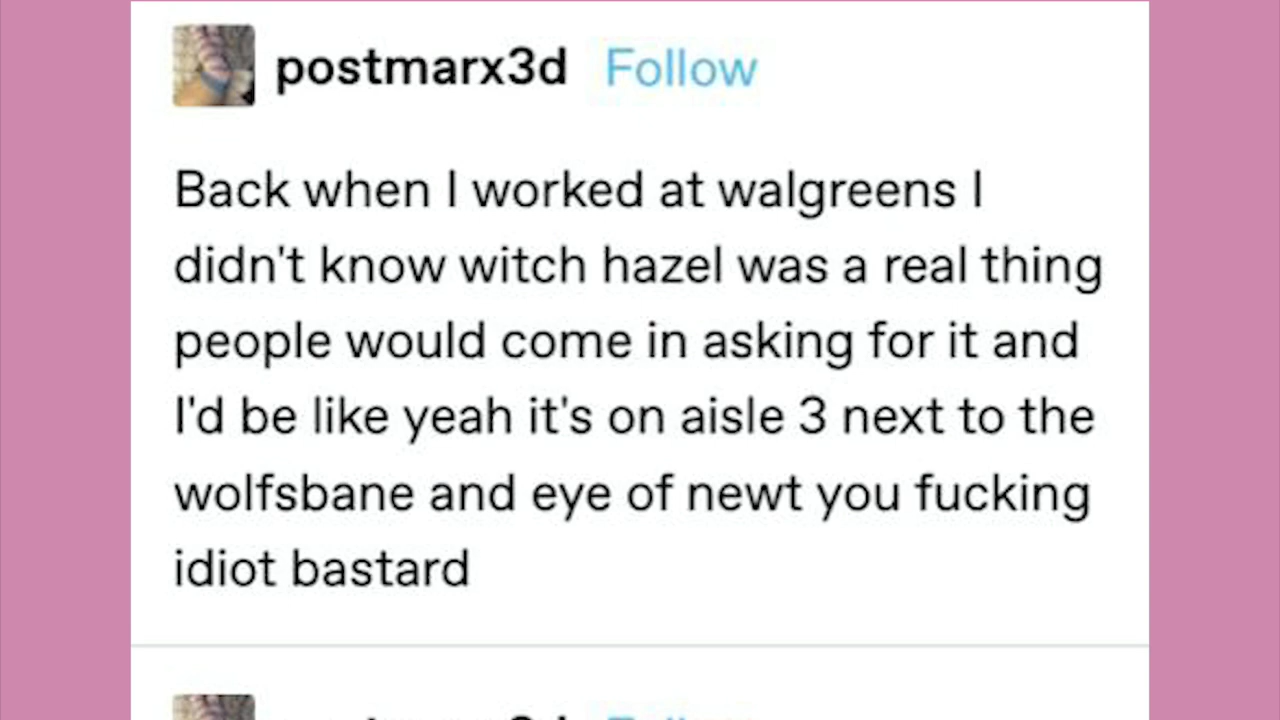 postmarx3d Follow
Back when I worked at walgreens I
didn't know witch hazel was a real thing
people would come in asking for it and
I'd be like yeah it's on aisle 3 next to the
wolfsbane and eye of newt you fucking
idiot bastard